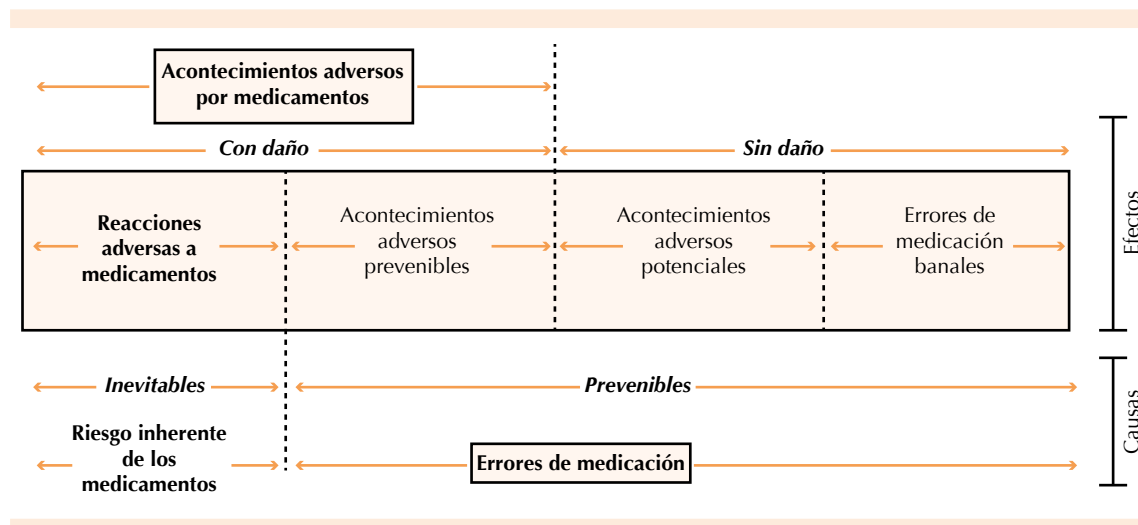 Acontecimientos adversos
por medicamentos
Con daño
Sin daño
Reacciones
adversas a
medicamentos
Acontecimientos
adversos
prevenibles
Acontecimientos
adversos
potenciales
Errores de
medicación
banales
Efectos
Inevitables
Prevenibles
Riesgo inherente
de los
medicamentos
Errores de medicación
Causas